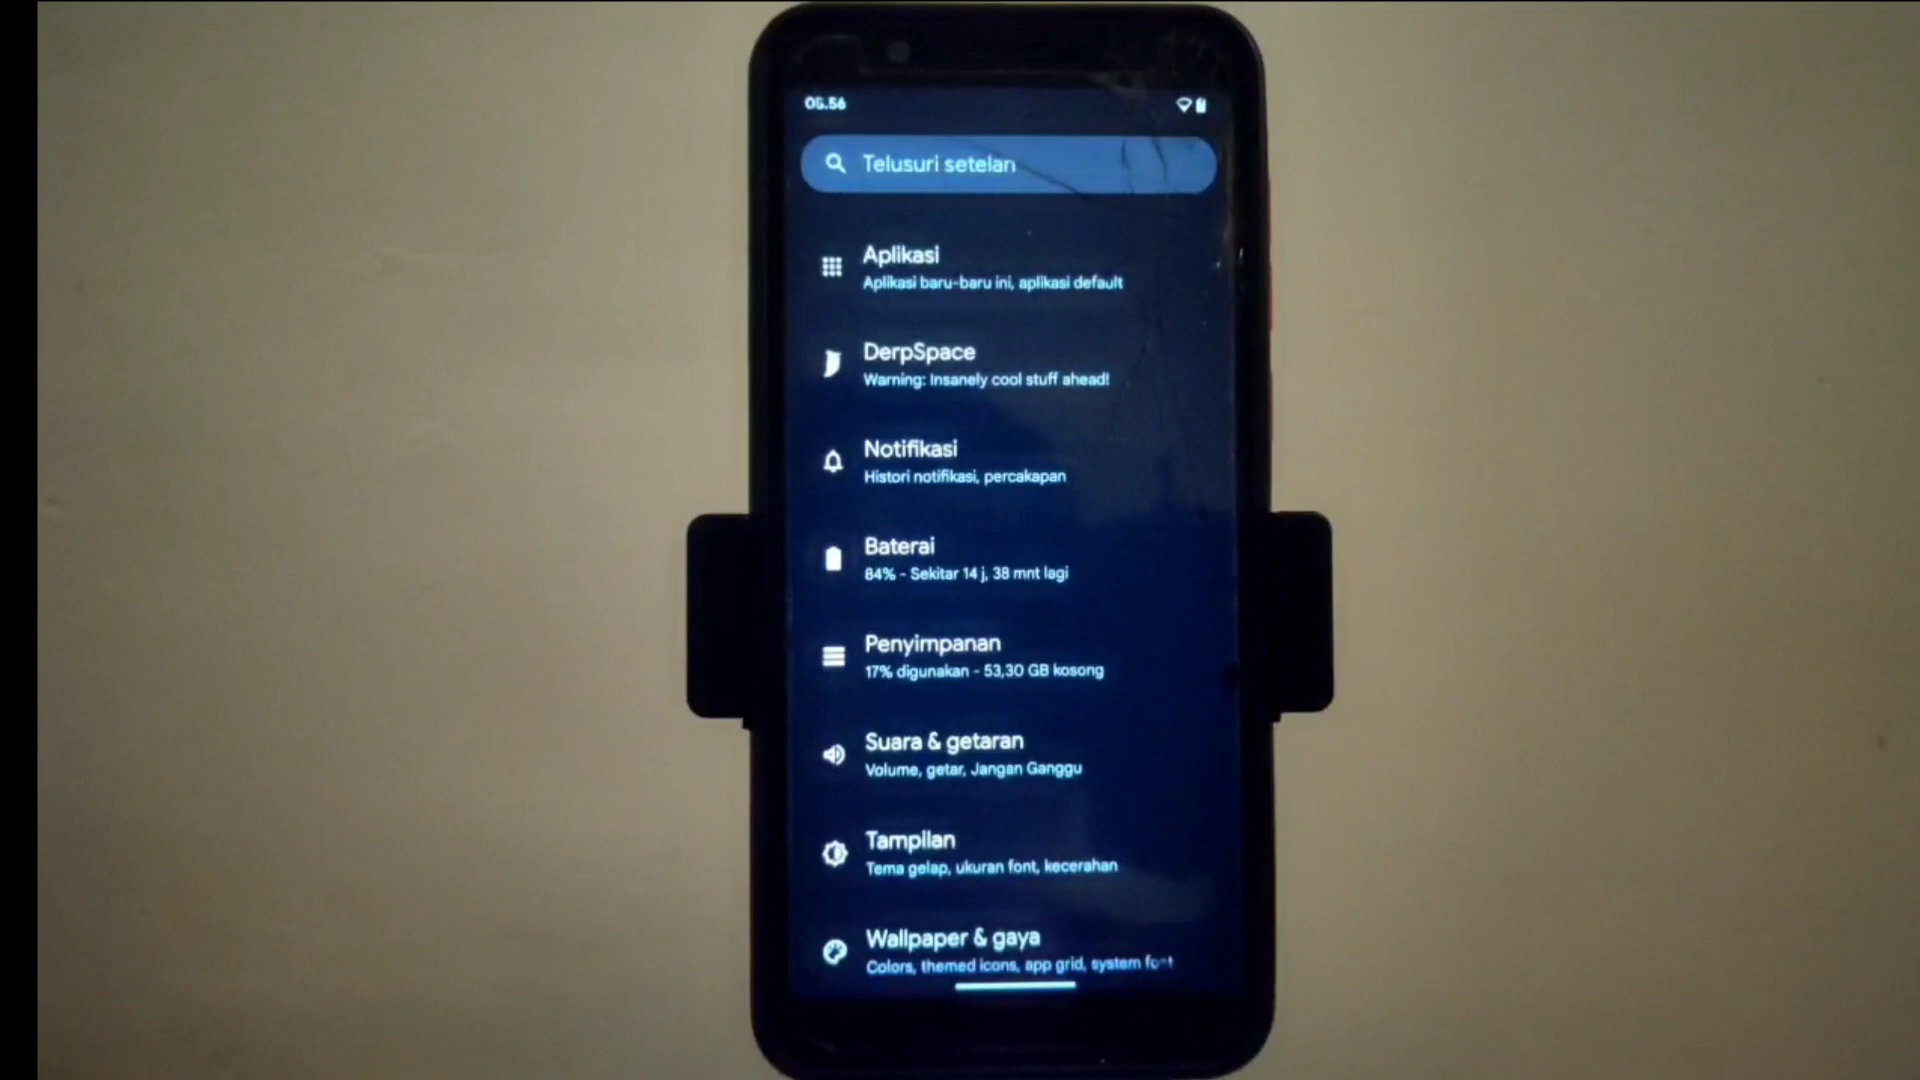 Telusuri setelan
Aplikasi
Aplikasi baru-baru ini, aplikasi default
DerpSpace
Warning: Insanely cool stuff ahead!
Notifikasi
Histori notifikasi, percakapan
Baterai
84% - Sekitar 14 j, 38 mnt lagi
Penyimpanan
17% digunakan - 53,30 GB kosong
Suara & getaran
Volume, getar, Jangan Ganggu
Tampilan
Tema gelap, ukuran font, kecerahan
Wallpaper & gaya
Colors, themed icons, app grid, system font